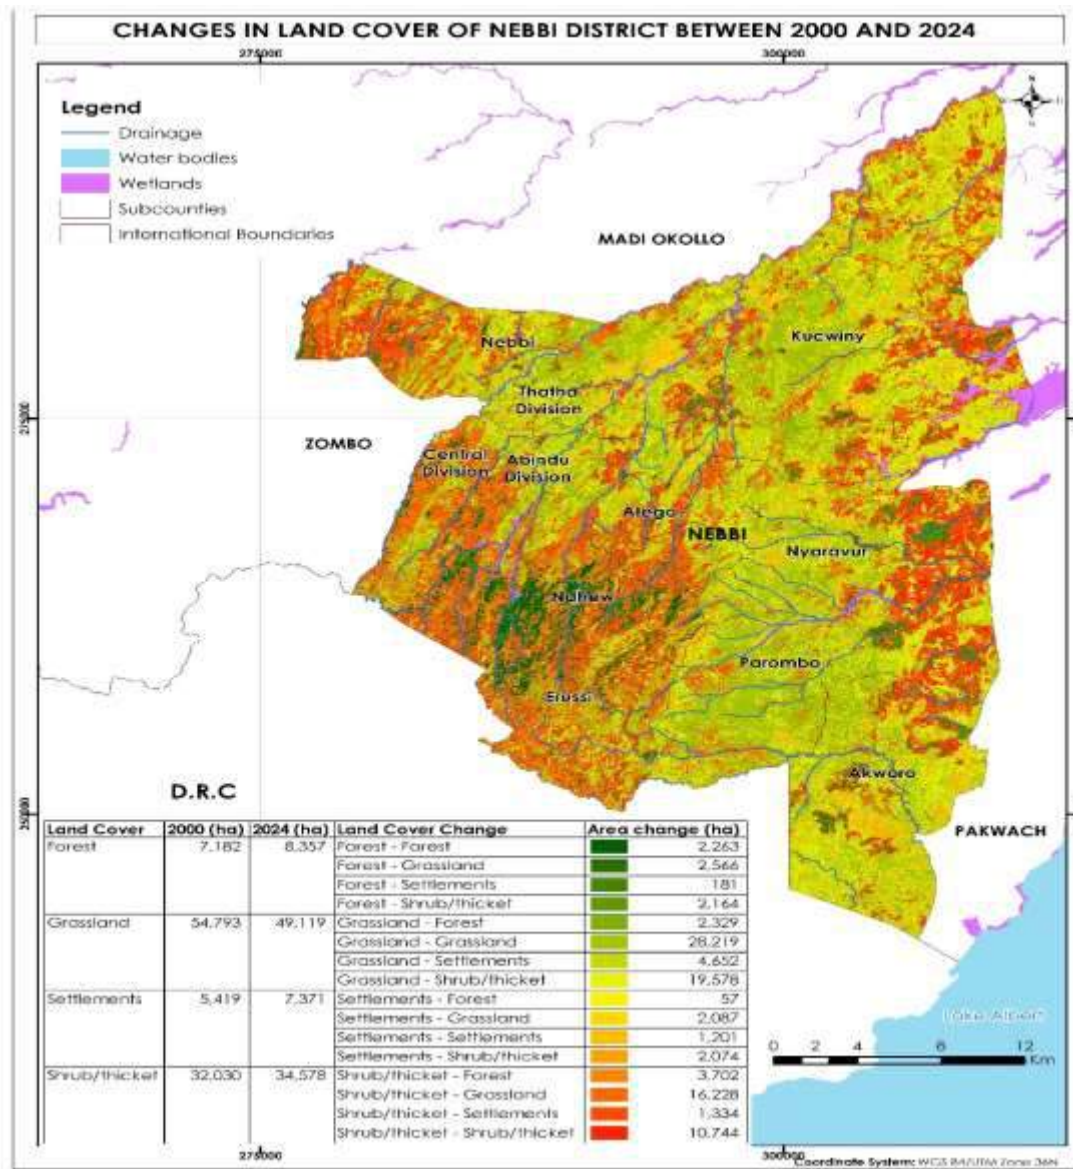 CHANGES IN LAND COVER OF NEBBI DISTRICT BETWEEN 2000 AND 2024
275000 300000
Legend
Drainage
Water bodies
Wetlands
Subcounties
International Boundaries
N
MADI OKOLLO
Kucwiny
Nebbi
Thatha
Division
275000
ZOMBO
Central
Division
Abindu
Division
Atego
NEBBI
Nyaravur
Ndhew
Parombo
Erussi
Akworo
D.R.C
250000
PAKWACH
Land Cover 2000 (ha) 2024 (ha) Land Cover Change Area change (ha)
Forest 7,182 8,357 Forest - Forest 2,263
Forest - Grassland 2,566
Forest - Settlements 181
Forest - Shrub/thicket 2,164
Grassland 54,793 49,119 Grassland - Forest 2,329
Grassland - Grassland 28,219
Grassland - Settlements 4,652
Grassland - Shrub/thicket 19,578
Settlements 5,419 7,371 Settlements - Forest 57
Settlements - Grassland 2,087
Settlements - Settlements 1,201
Settlements - Shrub/thicket 2,074
Shrub/thicket 32,030 34,578 Shrub/thicket - Forest 3,702
Shrub/thicket - Grassland 16,228
Shrub/thicket - Settlements 1,334
Shrub/thicket - Shrub/thicket 10,744
Lake Albert
0 2 4 8 12
Km
275000 300000
Coordinate System: WGS 84/UTM Zone 36N